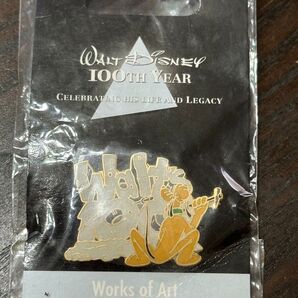 WALT DISNEY
100TH YEAR
CELEBRATING HIS LIFE AND LEGACY
Works of Art